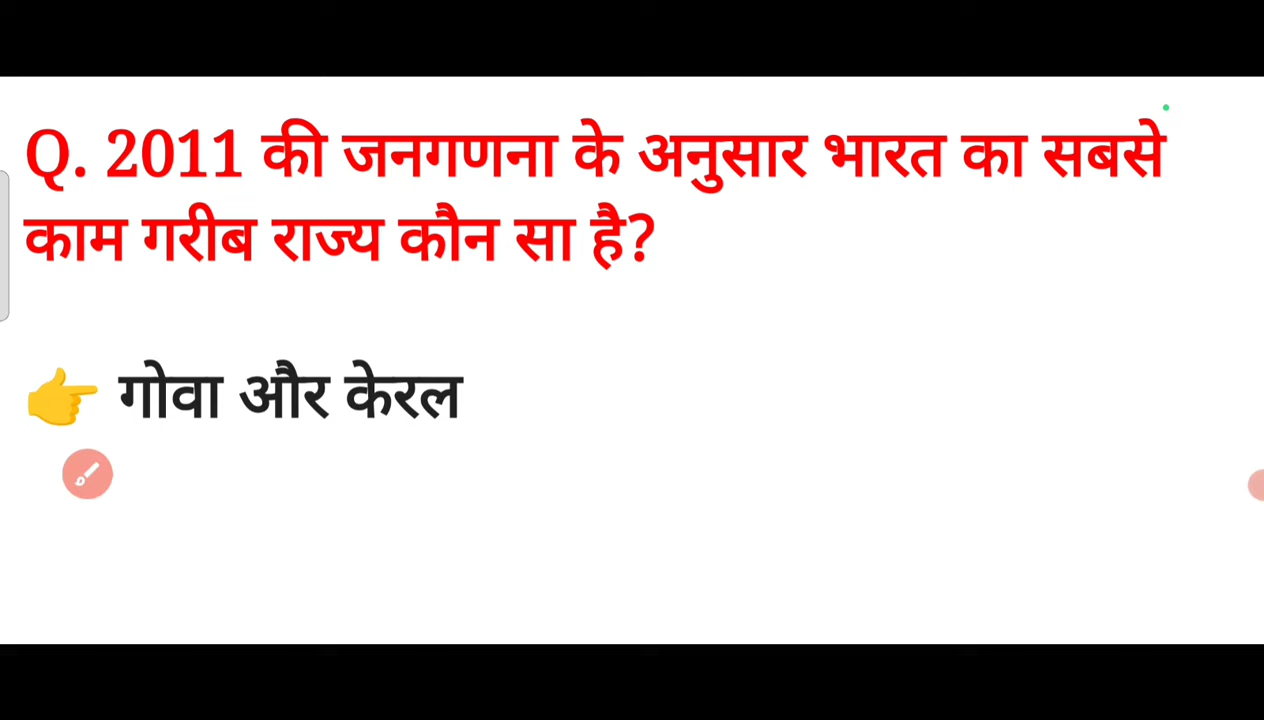 Q. 2011 की जनगणना के अनुसार भारत का सबसे
काम गरीब राज्य कौन सा है?
👉 गोवा और केरल